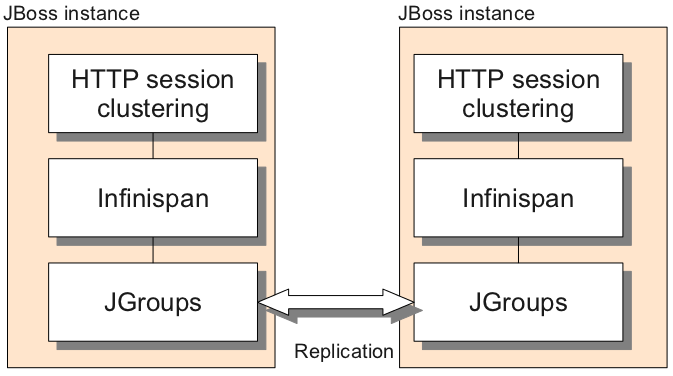 JBoss instance
HTTP session
clustering
Infinispan
JGroups
JBoss instance
HTTP session
clustering
Infinispan
JGroups
Replication